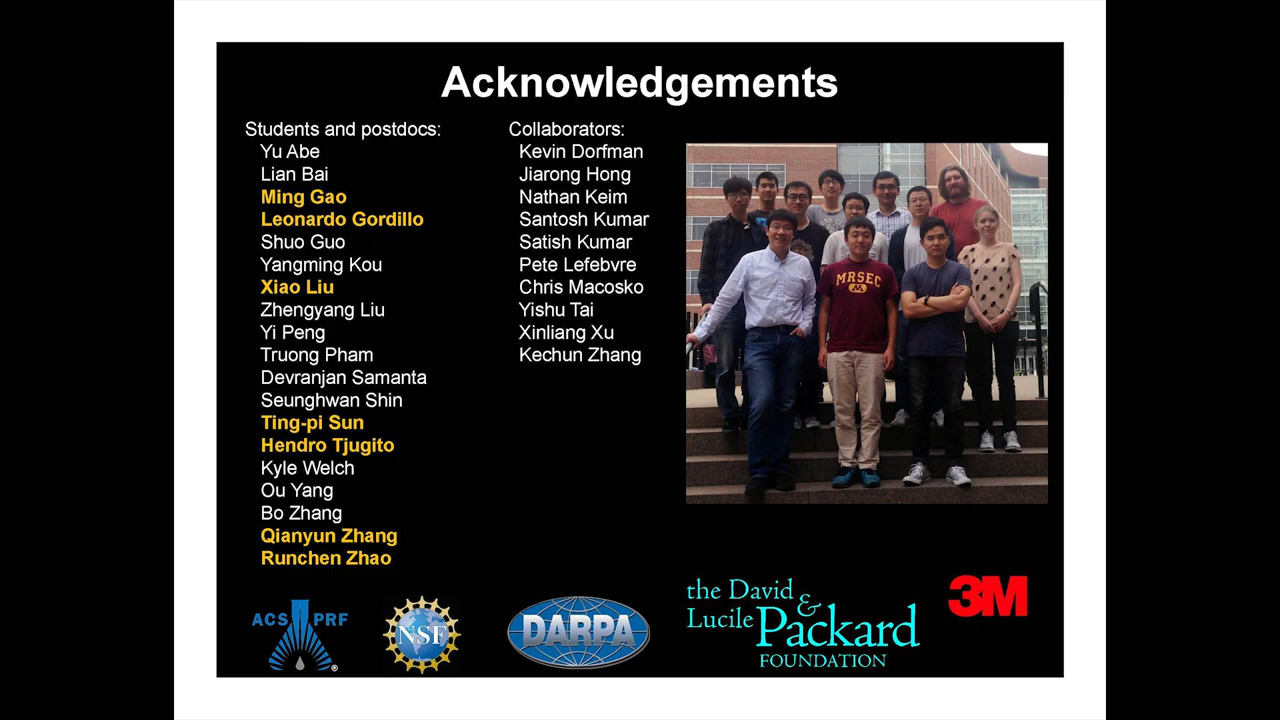 Acknowledgements
Students and postdocs:
Yu Abe
Lian Bai
Ming Gao
Leonardo Gordillo
Shuo Guo
Yangming Kou
Xiao Liu
Zhengyang Liu
Yi Peng
Truong Pham
Devranjan Samanta
Seunghwan Shin
Ting-pi Sun
Hendro Tjugito
Kyle Welch
Ou Yang
Bo Zhang
Qianyun Zhang
Runchen Zhao
Collaborators:
Kevin Dorfman
Jiarong Hong
Nathan Keim
Santosh Kumar
Satish Kumar
Pete Lefebvre
Chris Macosko
Yishu Tai
Xinliang Xu
Kechun Zhang
MRSEC
M
ACS PRF
®
NSF
DARPA
the David &
Lucile Packard
FOUNDATION
3M